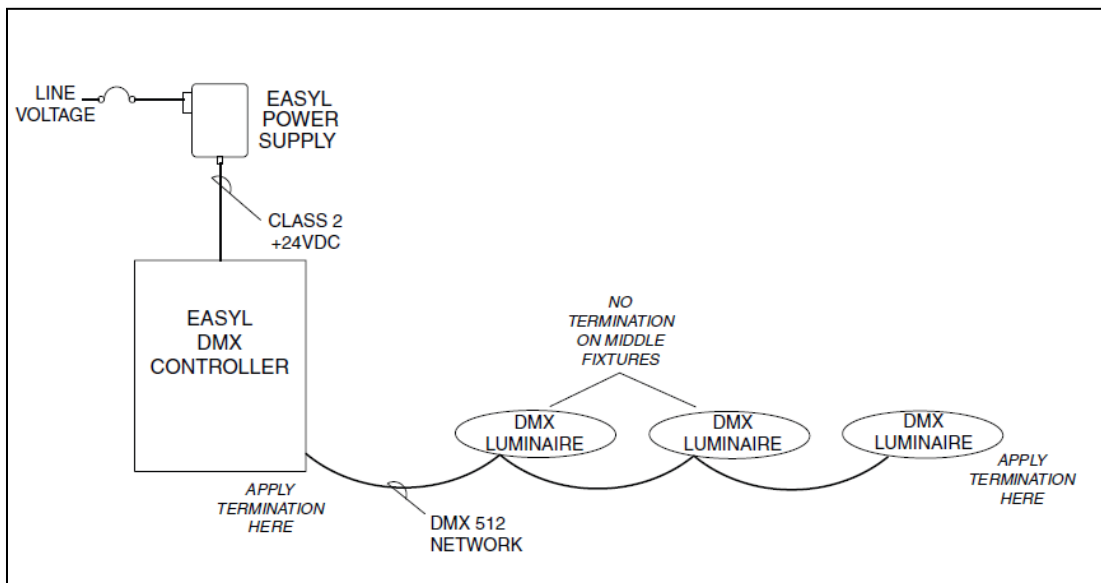 LINE
VOLTAGE
EASYL
POWER
SUPPLY
CLASS 2
+24VDC
EASYL
DMX
CONTROLLER
NO
TERMINATION
ON MIDDLE
FIXTURES
DMX
LUMINAIRE
DMX
LUMINAIRE
DMX
LUMINAIRE
APPLY
TERMINATION
HERE
APPLY
TERMINATION
HERE
DMX 512
NETWORK